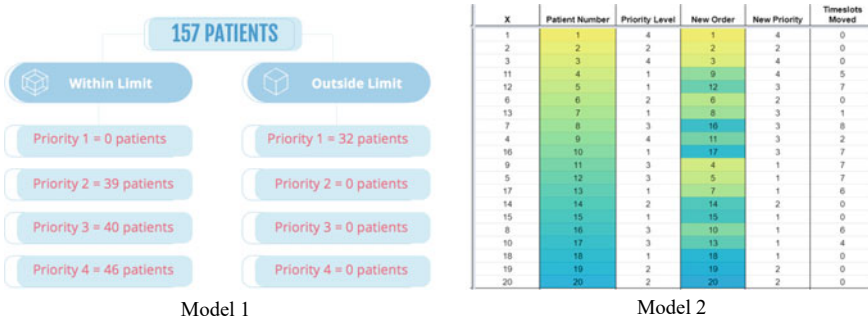 157 PATIENTS
Within Limit
Outside Limit
Priority 1 = 0 patients
Priority 1 = 32 patients
Priority 2 = 39 patients
Priority 2 = 0 patients
Priority 3 = 40 patients
Priority 3 = 0 patients
Priority 4 = 46 patients
Priority 4 = 0 patients
Model 1
X Patient Number Priority Level New Order New Priority Timeslots Moved
1 1 4 1 4 0
2 2 2 2 2 0
3 3 4 3 4 0
11 4 1 9 4 5
12 5 1 12 3 7
6 6 2 6 2 0
13 7 1 8 3 1
7 8 3 16 3 8
4 9 4 11 3 2
16 10 1 17 3 7
9 11 3 4 1 7
5 12 3 5 1 7
17 13 1 7 1 6
14 14 2 14 2 0
15 15 1 15 1 0
8 16 3 10 1 6
10 17 3 13 1 4
18 18 1 18 1 0
19 19 2 19 2 0
20 20 2 20 2 0
Model 2